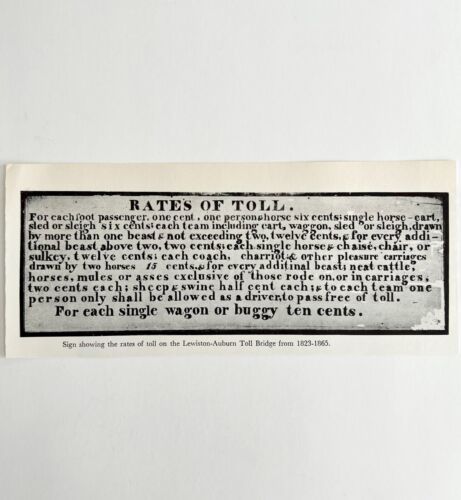 RATES OF TOLL.
For each foot passenger, one cent, one person & horse six cents: single horse-cart,
sled or sleigh six cents: each team including cart, waggon, sled or sleigh, drawn
by more than one beast & not exceeding two, twelve cents, & for every addi-
tional beast above two, two cents: each single horse & chaise, chair, or
sulkey, twelve cents: each coach, charriot & other pleasure carriages
drawn by two horses 15 cents, & for every additinal beast; neat cattle,
horses, mules or asses exclusive of those rode on, or in carriages,
two cents each; sheep & swine half cent each; & to each team one
person only shall be allowed as a driver, to pass free of toll.
For each single wagon or buggy ten cents.
Sign showing the rates of toll on the Lewiston-Auburn Toll Bridge from 1823-1865.